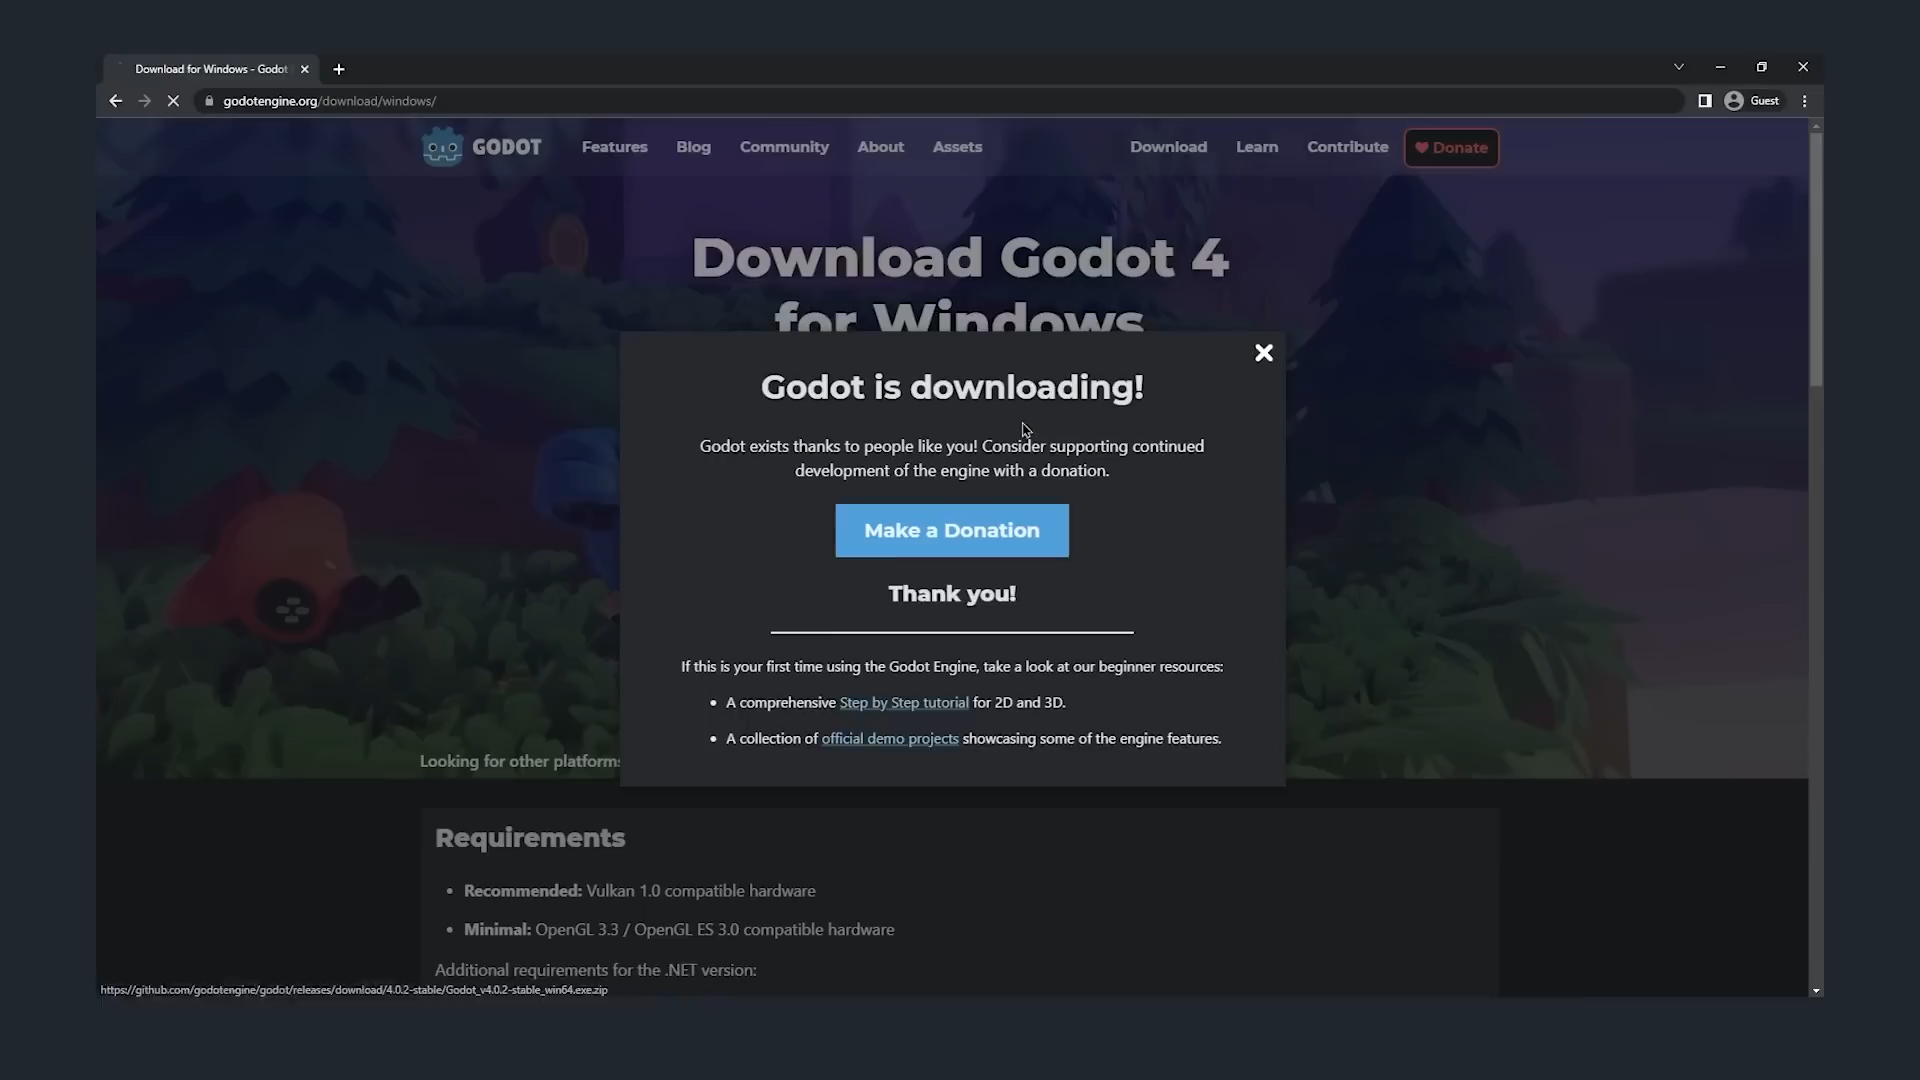 Download for Windows - Godot
godotengine.org/download/windows/
Guest
GODOT
Features
Blog
Community
About
Assets
Download
Learn
Contribute
Donate
Download Godot 4
for Windows
Godot is downloading!
Godot exists thanks to people like you! Consider supporting continued
development of the engine with a donation.
Make a Donation
Thank you!
If this is your first time using the Godot Engine, take a look at our beginner resources:
• A comprehensive Step by Step tutorial for 2D and 3D.
• A collection of official demo projects showcasing some of the engine features.
Looking for other platforms
Requirements
• Recommended: Vulkan 1.0 compatible hardware
• Minimal: OpenGL 3.3 / OpenGL ES 3.0 compatible hardware
Additional requirements for the .NET version:
https://github.com/godotengine/godot/releases/download/4.0.2-stable/Godot_v4.0.2-stable_win64.exe.zip